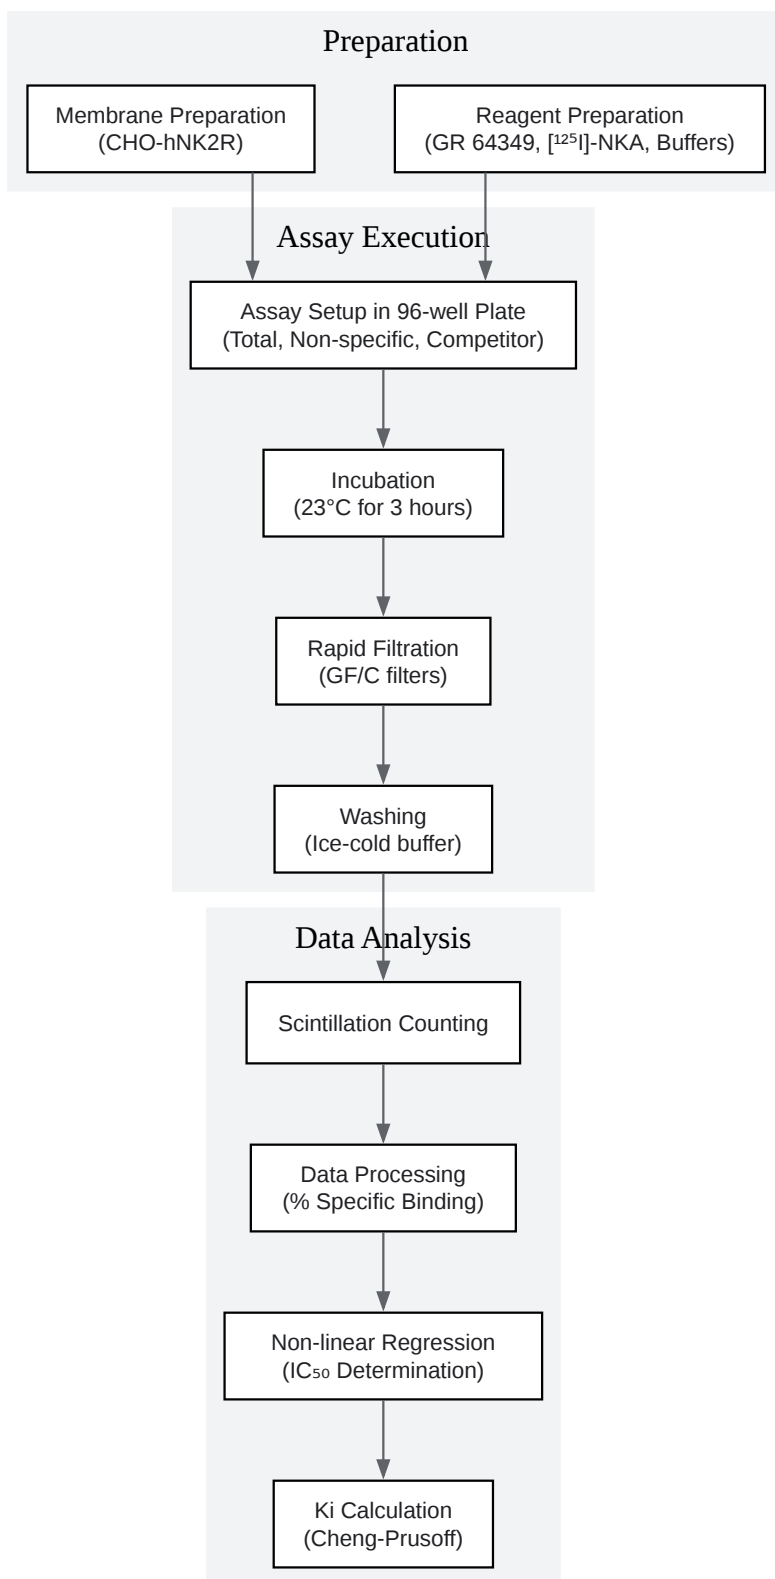 Preparation
Membrane Preparation
(CHO-hNK2R)
Reagent Preparation
(GR 64349, [¹²⁵I]-NKA, Buffers)
Assay Execution
Assay Setup in 96-well Plate
(Total, Non-specific, Competitor)
Incubation
(23°C for 3 hours)
Rapid Filtration
(GF/C filters)
Washing
(Ice-cold buffer)
Data Analysis
Scintillation Counting
Data Processing
(% Specific Binding)
Non-linear Regression
(IC₅₀ Determination)
Ki Calculation
(Cheng-Prusoff)